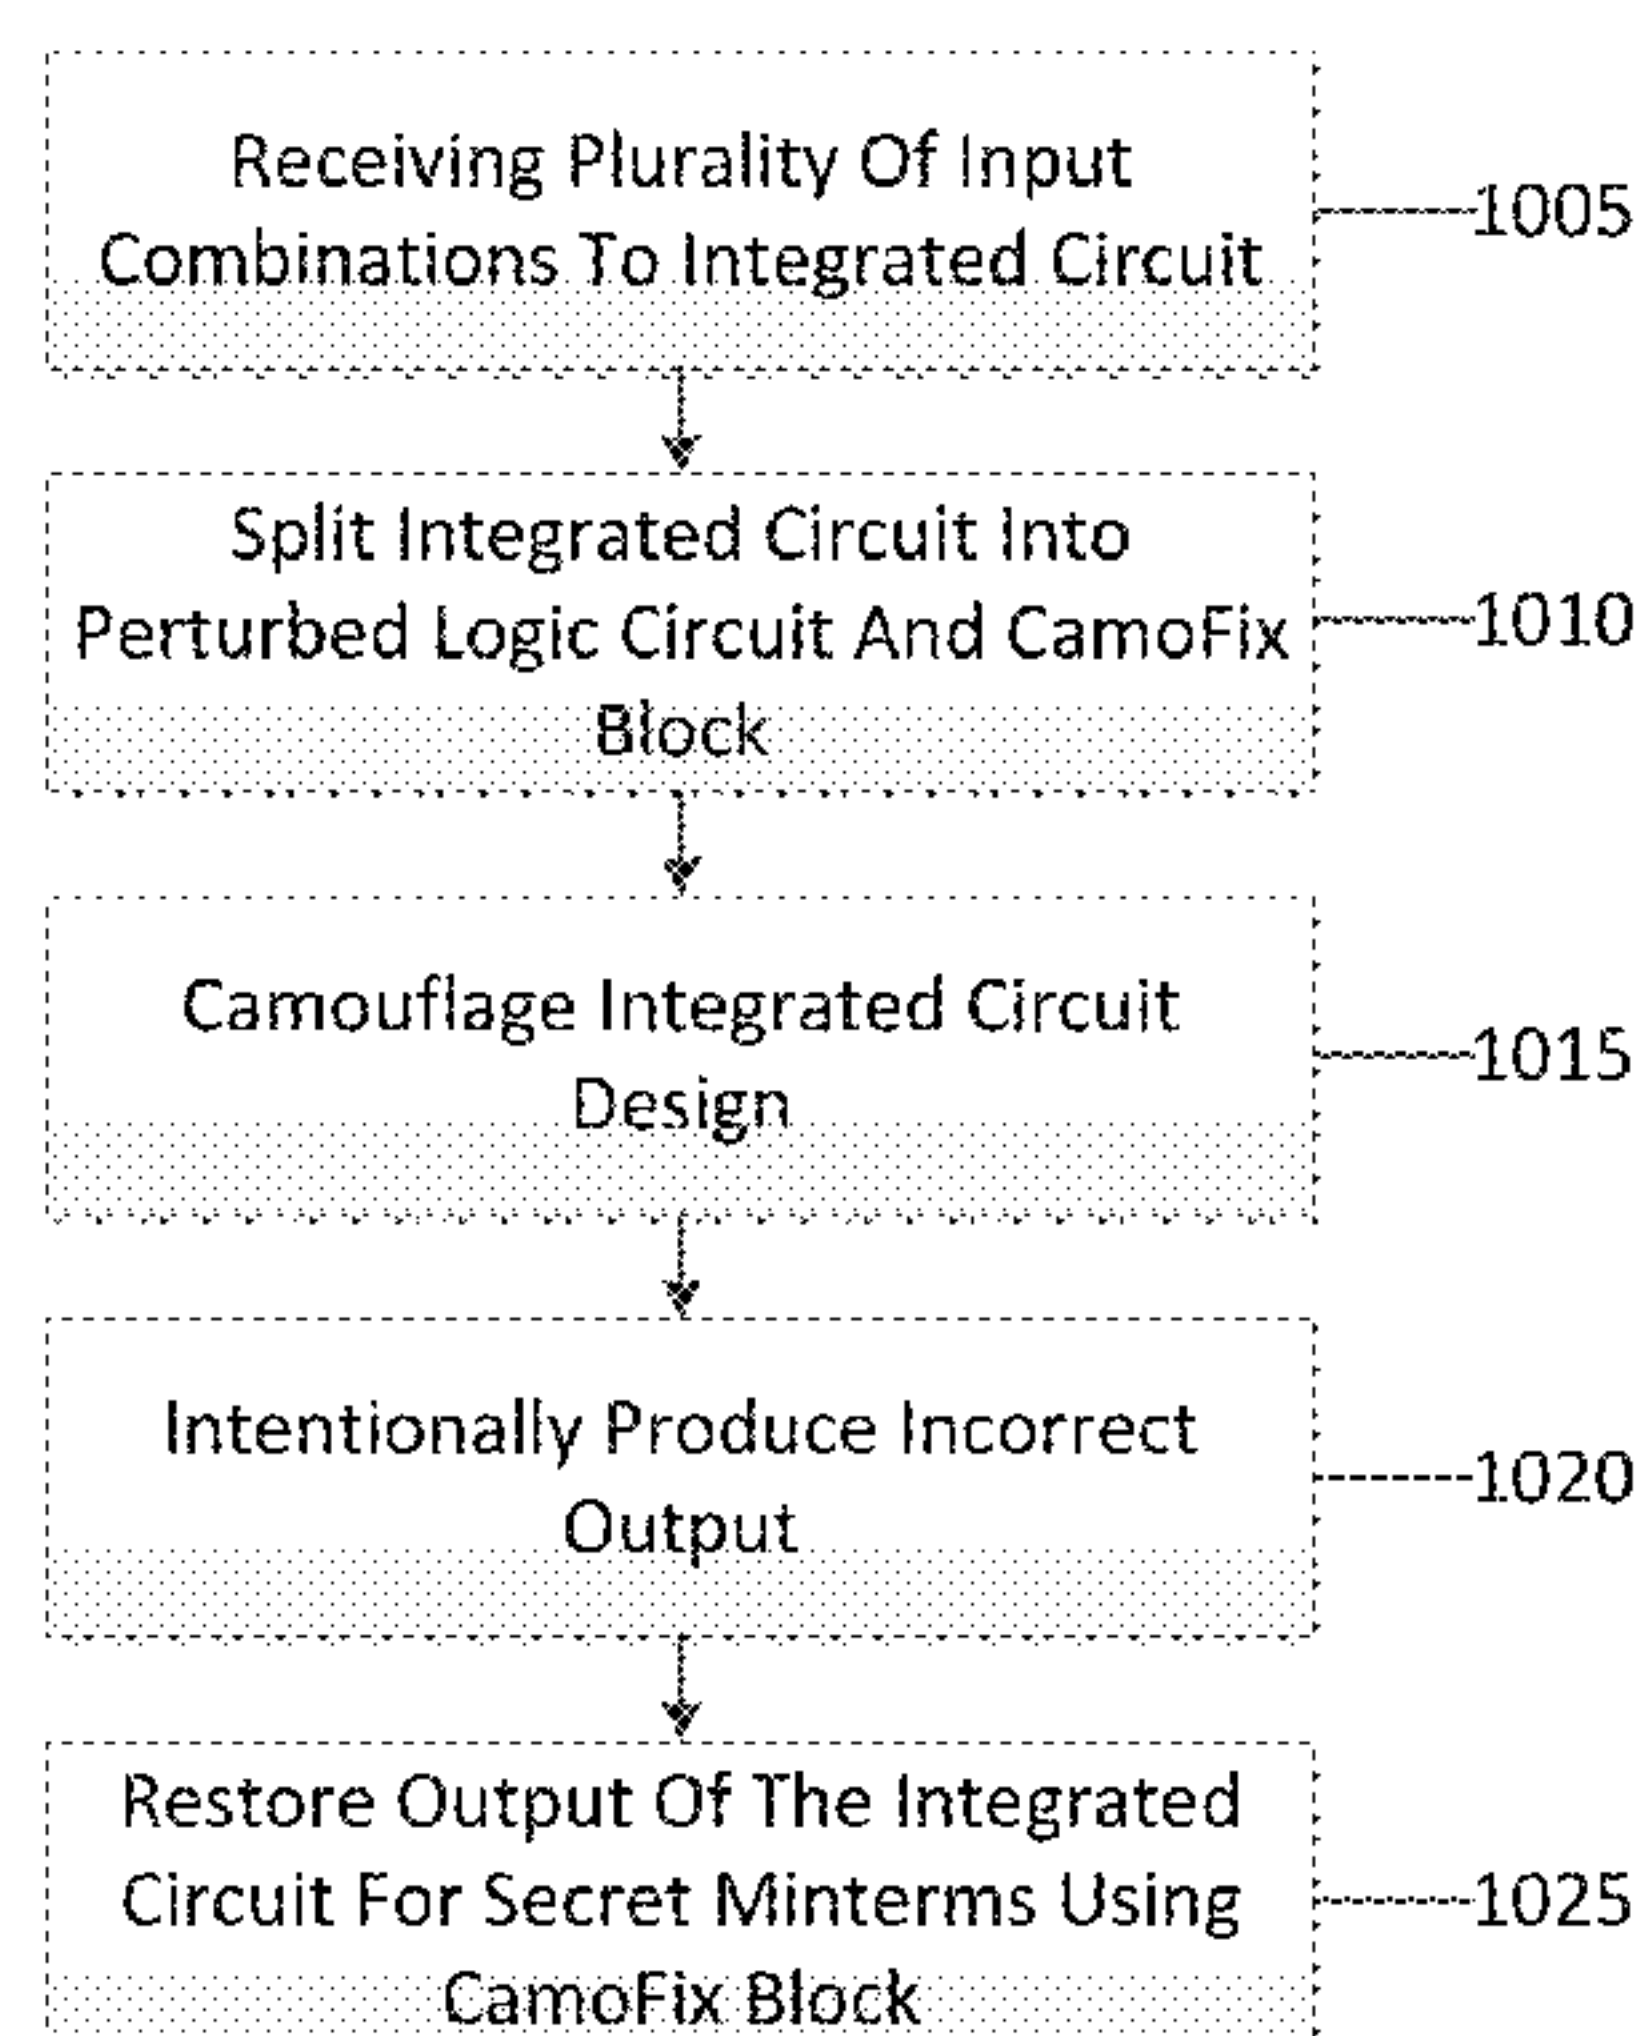 Receiving Plurality Of Input
Combinations To Integrated Circuit
1005
Split Integrated Circuit Into
Perturbed Logic Circuit And CamoFix
Block
1010
Camouflage Integrated Circuit
Design
1015
Intentionally Produce Incorrect
Output
1020
Restore Output Of The Integrated
Circuit For Secret Minterms Using
CamoFix Block
1025